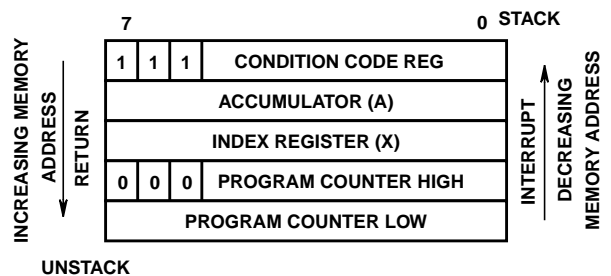 7 0 STACK
1 1 1 CONDITION CODE REG
ACCUMULATOR (A)
INDEX REGISTER (X)
0 0 0 PROGRAM COUNTER HIGH
PROGRAM COUNTER LOW
INCREASING MEMORY
ADDRESS
RETURN
INTERRUPT
DECREASING
MEMORY ADDRESS
UNSTACK